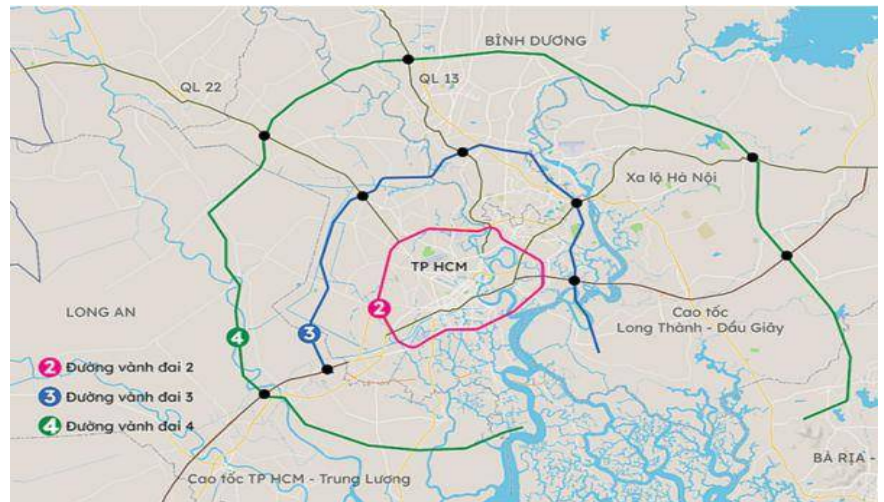 BÌNH DƯƠNG
QL 22
QL 13
Xa lộ Hà Nội
TP HCM
2
LONG AN
Cao tốc
Long Thành - Dầu Giây
4
3
2 Đường vành đai 2
3 Đường vành đai 3
4 Đường vành đai 4
BÀ RỊA -
Cao tốc TP HCM - Trung Lương